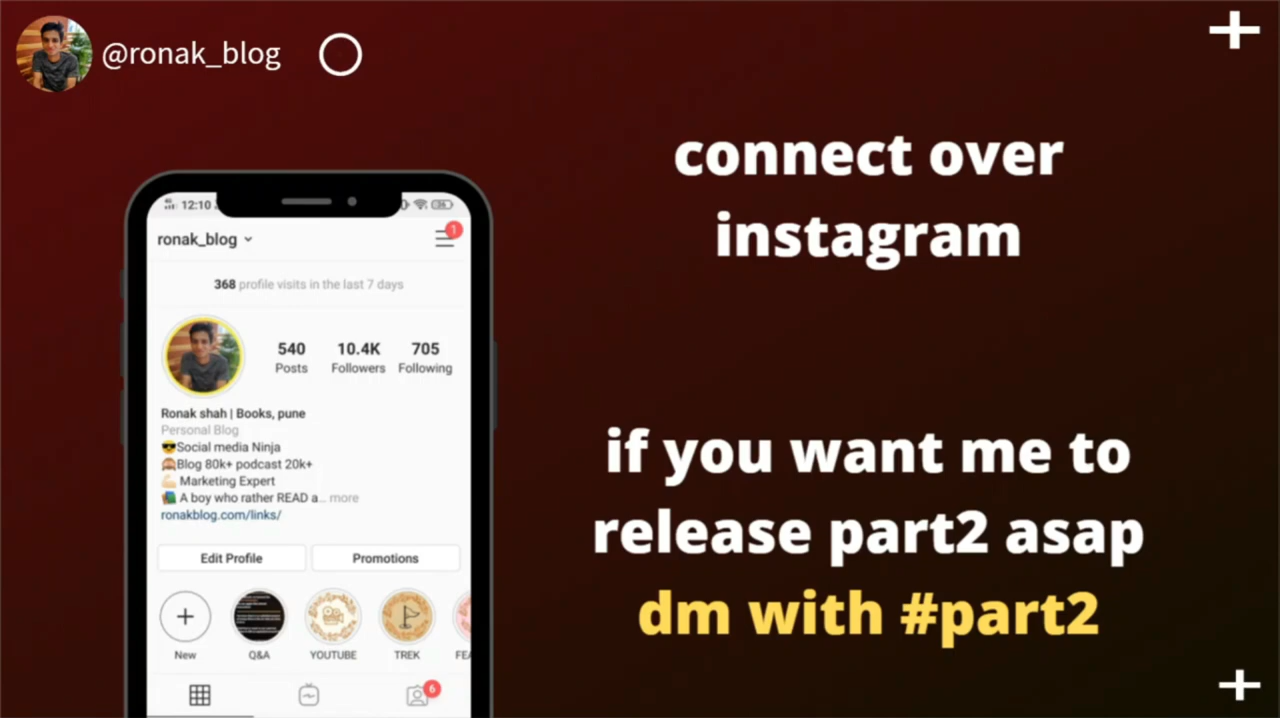 @ronak_blog
connect over
instagram
if you want me to
release part2 asap
dm with #part2
12:10
ronak_blog
1
368 profile visits in the last 7 days
540 10.4K 705
Posts Followers Following
Ronak shah | Books, pune
Personal Blog
😎Social media Ninja
🙈Blog 80k+ podcast 20k+
💪🏻 Marketing Expert
📚 A boy who rather READ a... more
ronakblog.com/links/
Edit Profile Promotions
New Q&A YOUTUBE TREK FEA
6